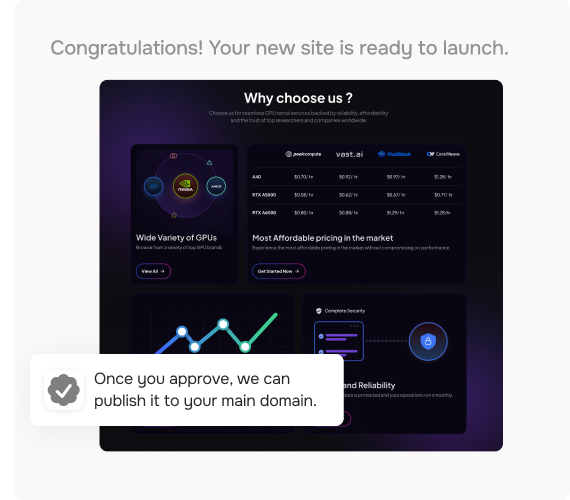 Congratulations! Your new site is ready to launch.
Why choose us ?
Choose us for seamless GPU rental services backed by reliability, affordability
and the trust of top researchers and companies worldwide.
NVIDIA
AMD
Wide Variety of GPUs
Browse from a variety of top GPU brands
View All →
poolcompute vast.ai FluidStack CoreWeave
A40 $0.70/ hr $0.92/ hr $0.97/ hr $1.28/ hr
RTX A5000 $0.58/ hr $0.62/ hr $0.67/ hr $0.77/ hr
RTX A6000 $0.80/ hr $0.88/ hr $1.29/ hr $1.28/hr
Most Affordable pricing in the market
Experience the most affordable pricing in the market without compromising on performance.
Get Started Now →
Complete Security
and Reliability
data is protected and your operations run smoothly.
Once you approve, we can
publish it to your main domain.